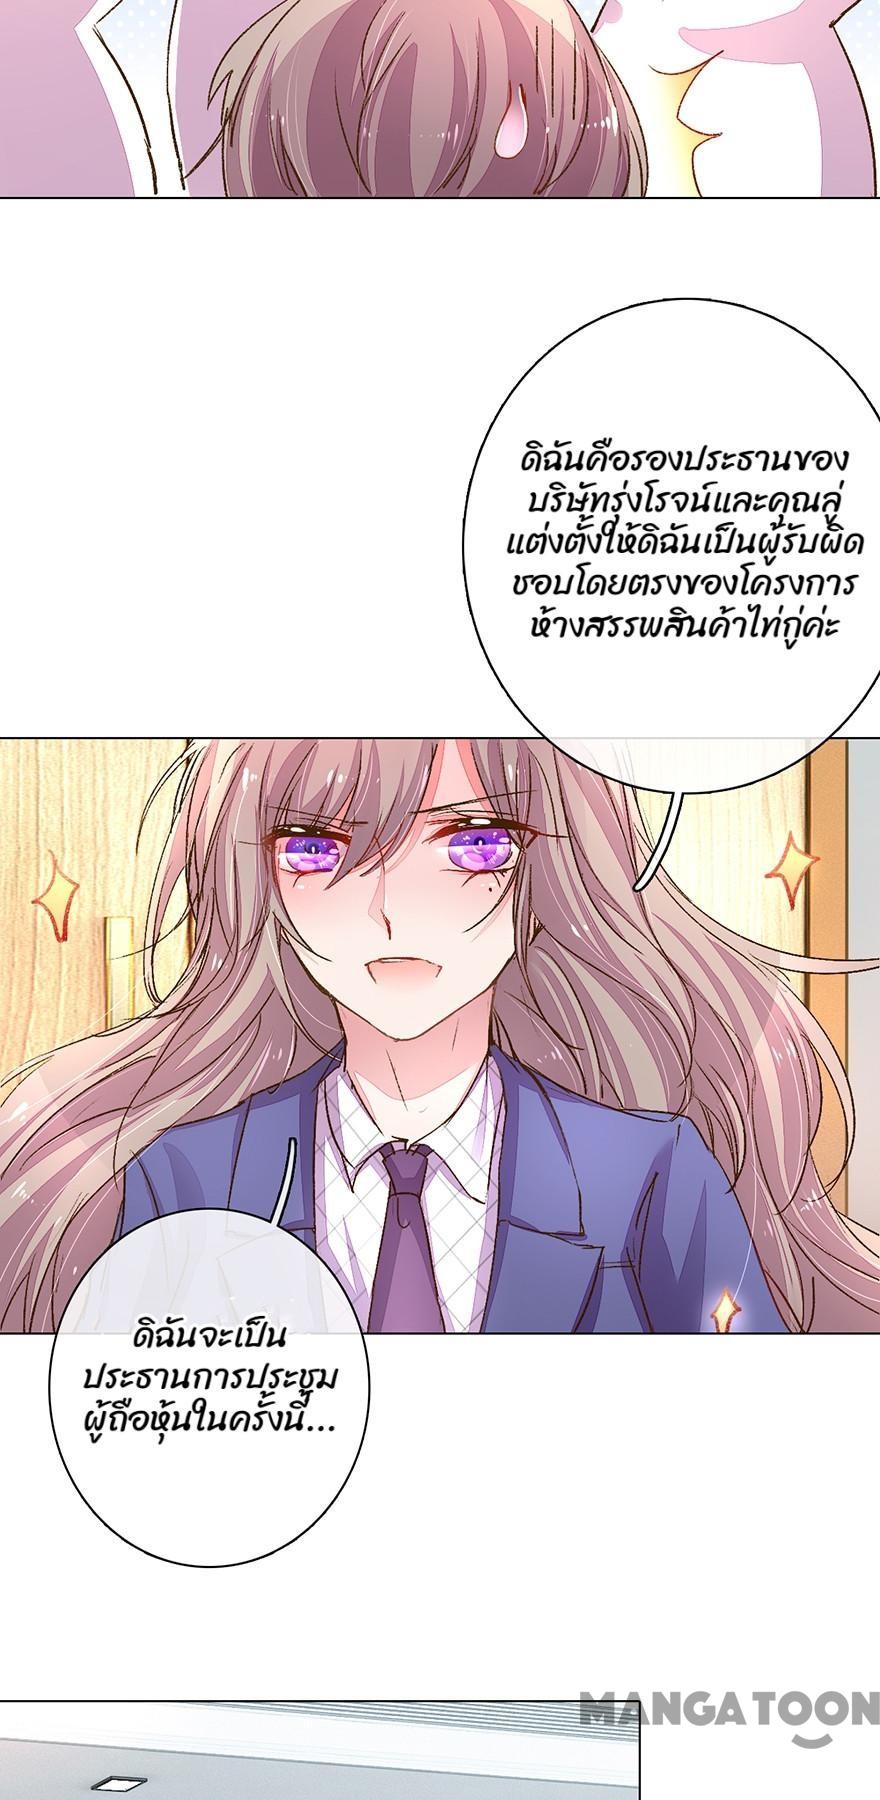 ดิฉันคือรองประธานของ
บริษัทรุ่งโรจน์และคุณลู่
แต่งตั้งให้ดิฉันเป็นผู้รับผิด
ชอบโดยตรงของโครงการ
ห้างสรรพสินค้าไท่กู่ค่ะ
ดิฉันจะเป็น
ประธานการประชุม
ผู้ถือหุ้นในครั้งนี้...
MANGATOON